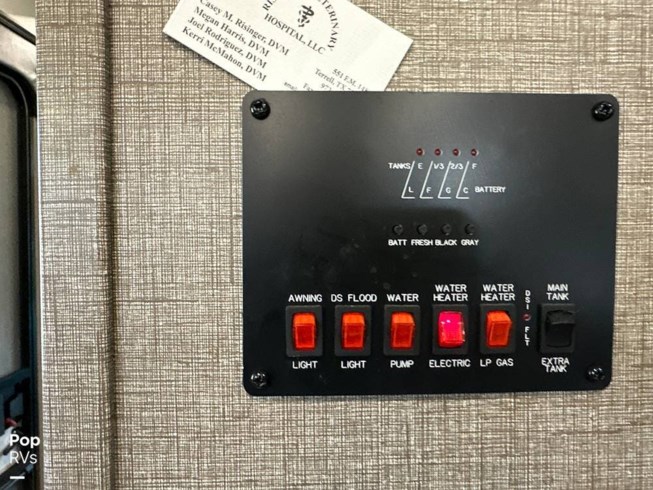 VETERINARY
HOSPITAL, LLC
Casey M. Risinger, DVM
Megan Harris, DVM
Joel Rodriguez, DVM
Kerri McMahon, DVM
551 F.M.
Terrell, TX
TANKS E 1/3 2/3 F
L F G C BATTERY
BATT FRESH BLACK GRAY
AWNING DS FLOOD WATER WATER HEATER WATER HEATER DSI FLT MAIN TANK
LIGHT LIGHT PUMP ELECTRIC LP GAS EXTRA TANK
Pop
RVs